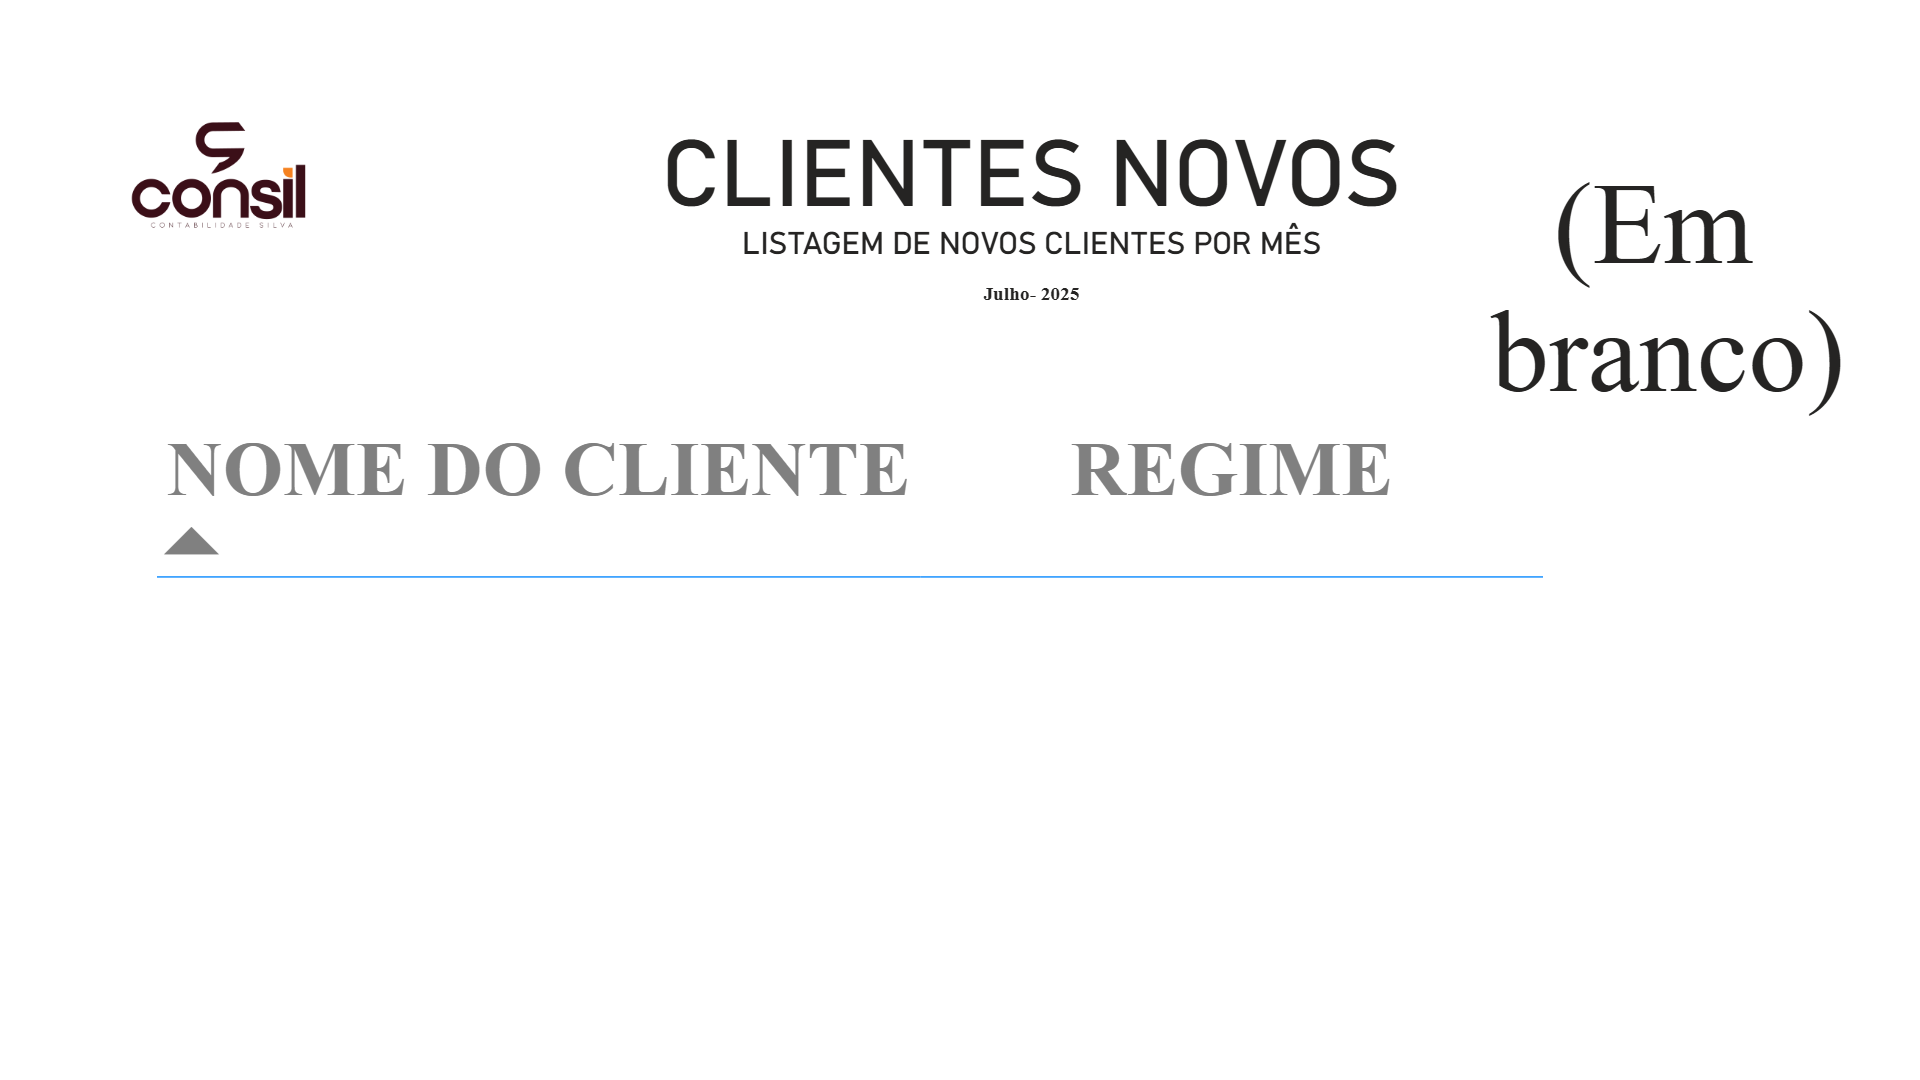 consil
CONTABILIDADE SILVA
CLIENTES NOVOS
LISTAGEM DE NOVOS CLIENTES POR MÊS
Julho- 2025
(Em
branco)
NOME DO CLIENTE REGIME